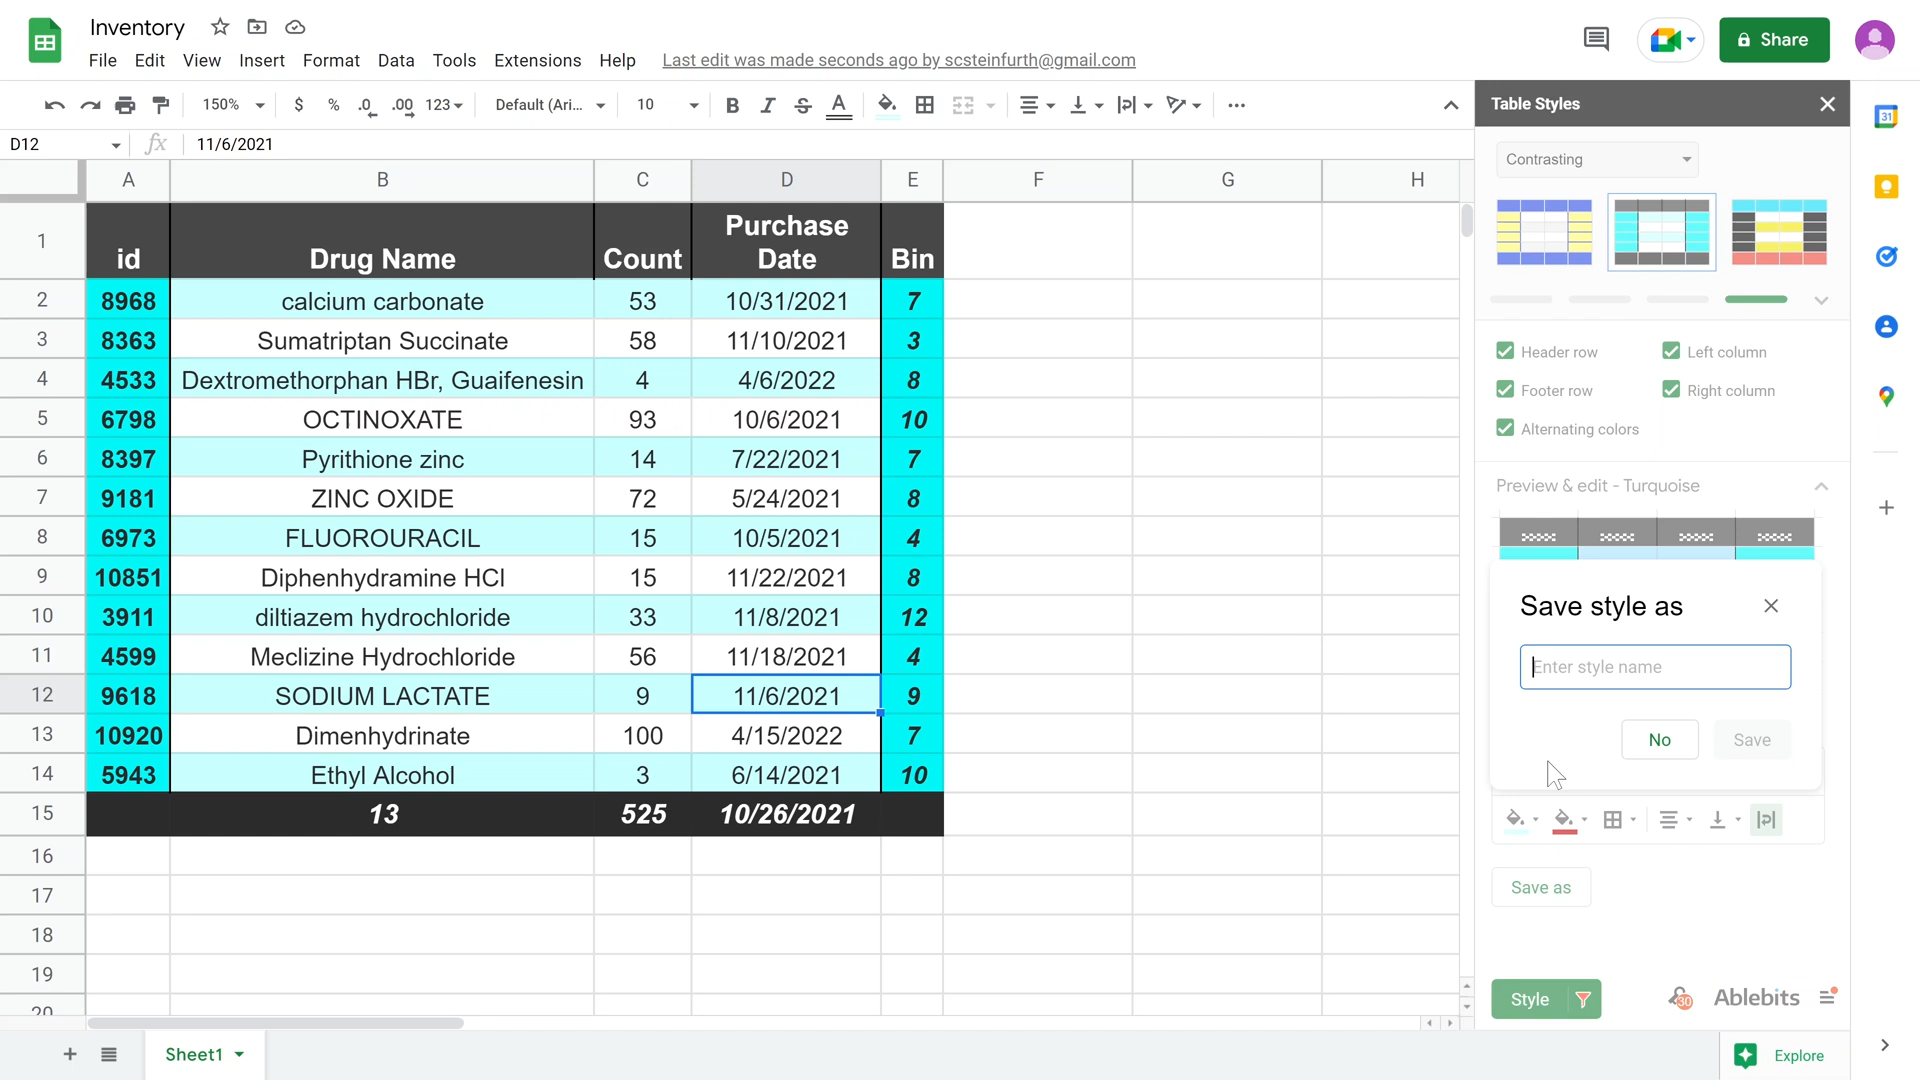 Inventory
File Edit View Insert Format Data Tools Extensions Help Last edit was made seconds ago by scsteinfurth@gmail.com
Share
150% $ % .0 .00 123 Default (Ari... 10 B I S A ...
D12 fx 11/6/2021
Table Styles
A B C D E F G H
Contrasting
1 id Drug Name Count Purchase Date Bin
2 8968 calcium carbonate 53 10/31/2021 7
3 8363 Sumatriptan Succinate 58 11/10/2021 3
4 4533 Dextromethorphan HBr, Guaifenesin 4 4/6/2022 8
5 6798 OCTINOXATE 93 10/6/2021 10
6 8397 Pyrithione zinc 14 7/22/2021 7
7 9181 ZINC OXIDE 72 5/24/2021 8
8 6973 FLUOROURACIL 15 10/5/2021 4
9 10851 Diphenhydramine HCl 15 11/22/2021 8
10 3911 diltiazem hydrochloride 33 11/8/2021 12
11 4599 Meclizine Hydrochloride 56 11/18/2021 4
12 9618 SODIUM LACTATE 9 11/6/2021 9
13 10920 Dimenhydrinate 100 4/15/2022 7
14 5943 Ethyl Alcohol 3 6/14/2021 10
15 13 525 10/26/2021
16
17
18
19
20
Header row Left column
Footer row Right column
Alternating colors
Preview & edit - Turquoise
Save style as
Enter style name
No Save
Save as
Style 30 Ablebits
Sheet1
Explore
31